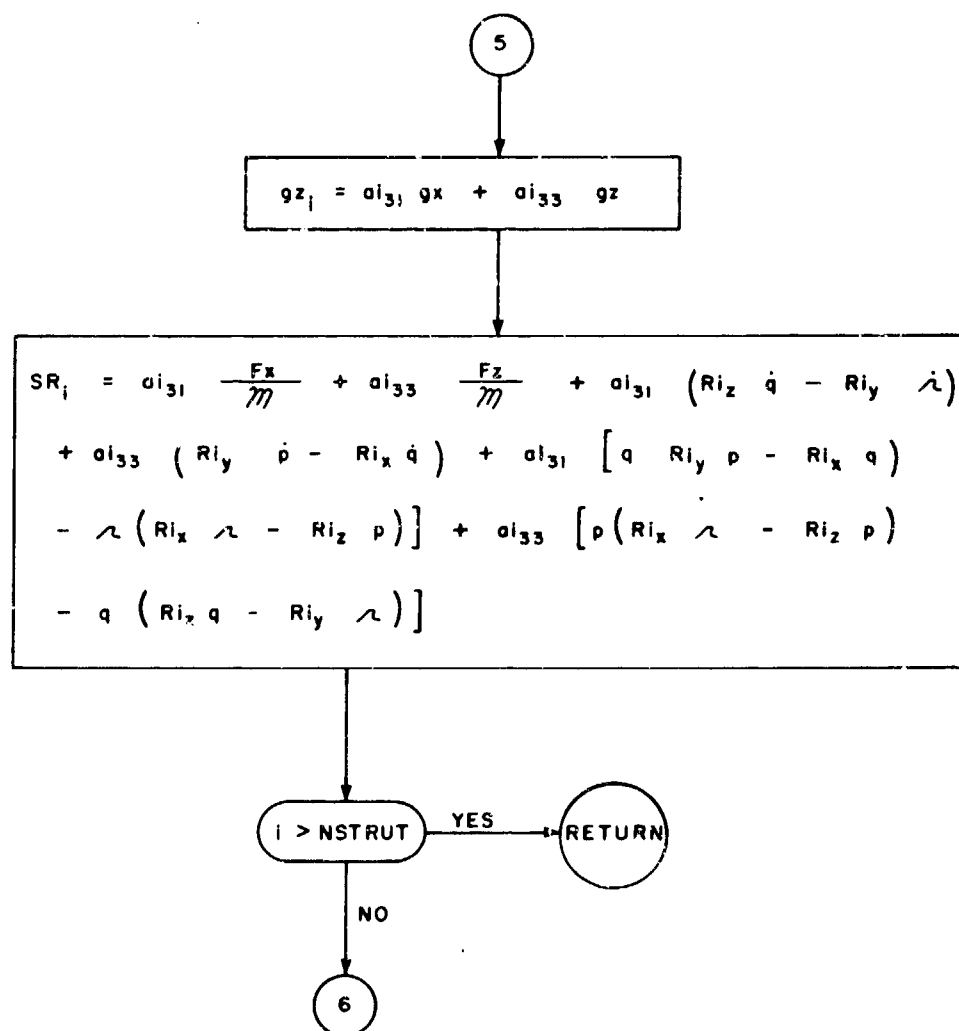 5
gz_i = ai_31 gx + ai_33 gz
SR_i = ai_31 Fx/m + ai_33 Fz/m + ai_31 (Ri_z q̇ - Ri_y ṙ)
+ ai_33 (Ri_y ṗ - Ri_x q̇) + ai_31 [q Ri_y p - Ri_x q)
- r (Ri_x r - Ri_z p)] + ai_33 [p (Ri_x r - Ri_z p)
- q (Ri_z q - Ri_y r)]
i > NSTRUT
YES
RETURN
NO
6